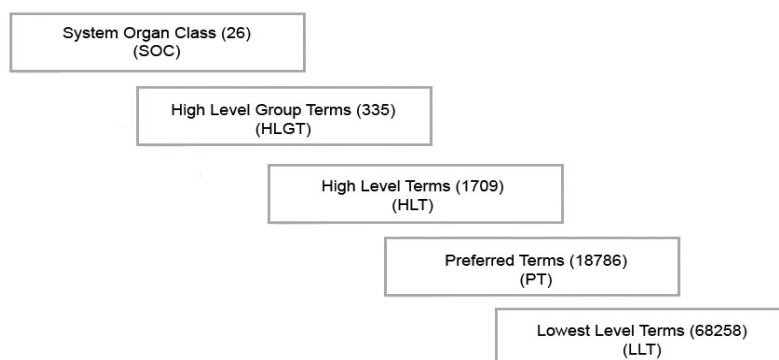 System Organ Class (26)
(SOC)
High Level Group Terms (335)
(HLGT)
High Level Terms (1709)
(HLT)
Preferred Terms (18786)
(PT)
Lowest Level Terms (68258)
(LLT)